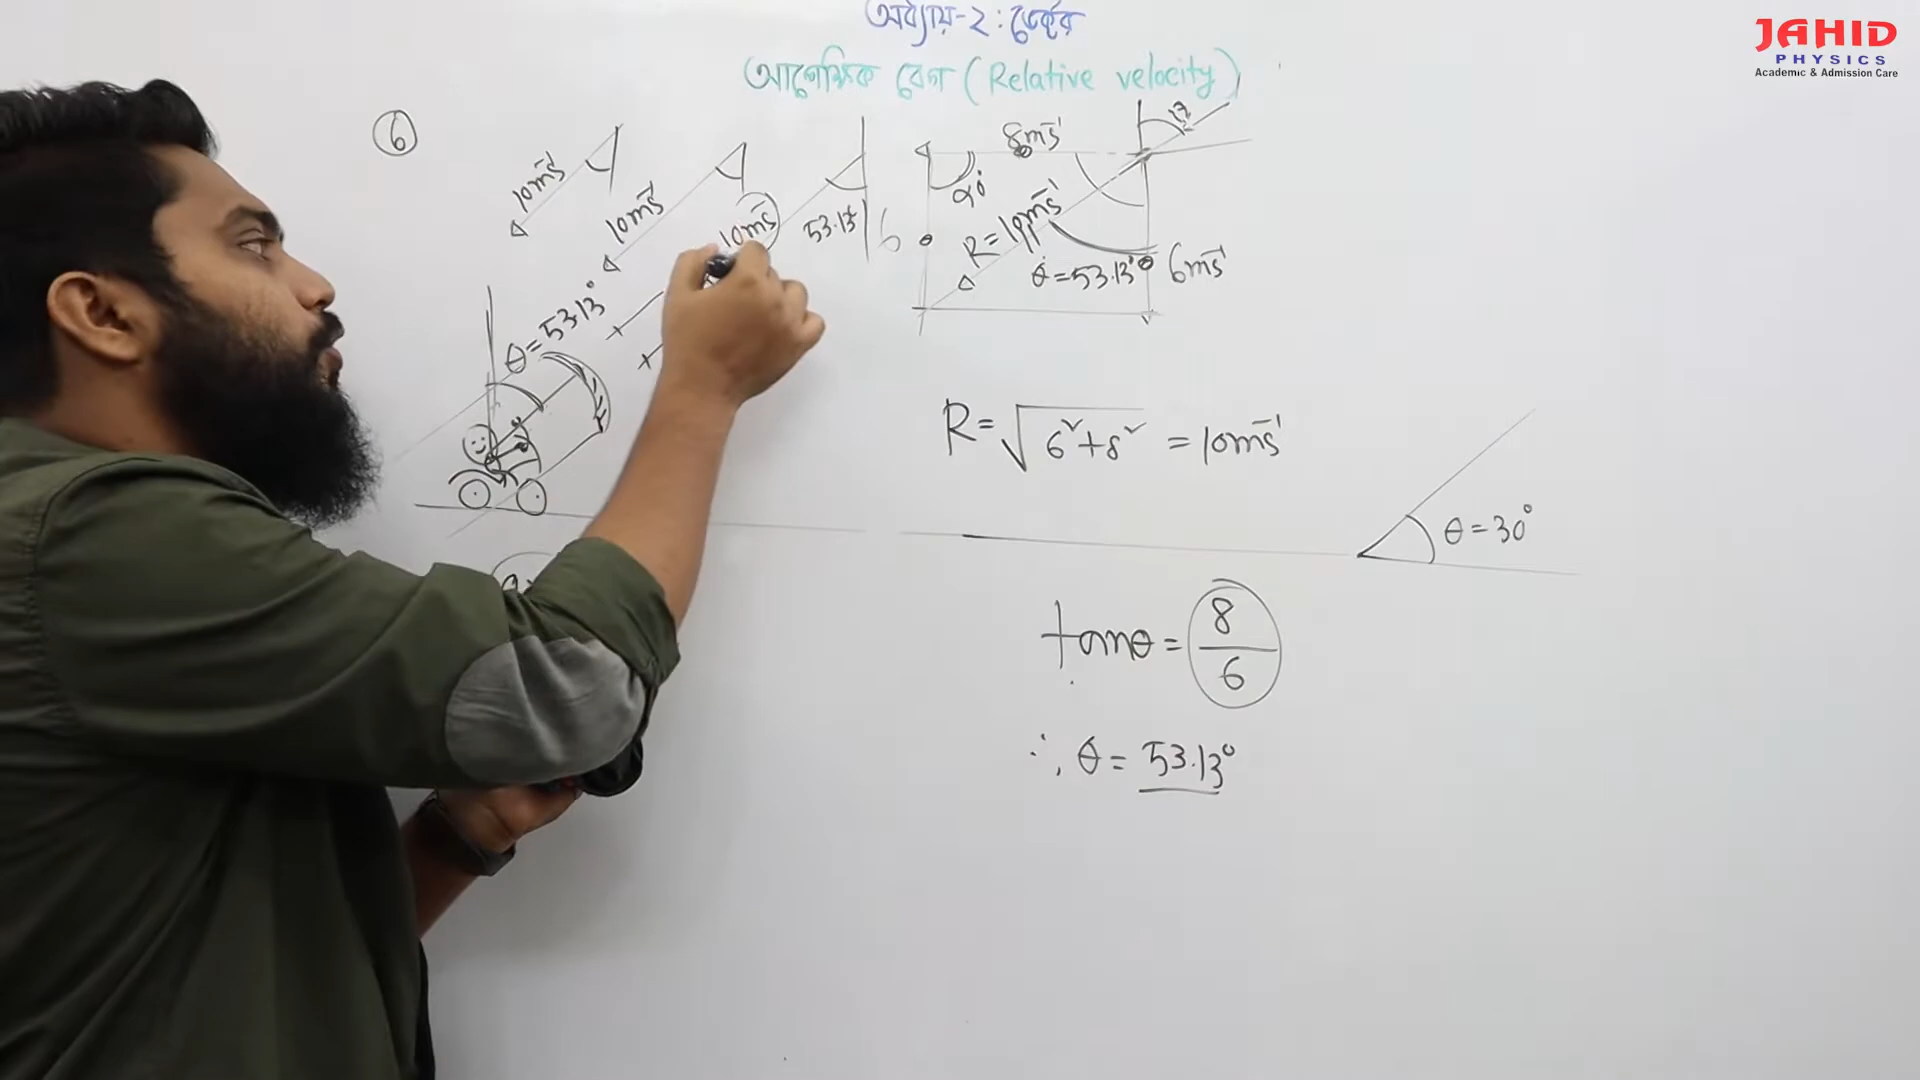 অধ্যায়-২ : ভেক্টর
আপেক্ষিক বেগ (Relative velocity)
JAHID
PHYSICS
Academic & Admission Care
6
10ms⁻¹
10ms⁻¹
10ms⁻¹
53.13°
θ=53.13°
8ms⁻¹
90°
6
R=10ms⁻¹
θ=53.13°
6ms⁻¹
R=√6²+8² = 10ms⁻¹
θ=30°
tanθ= 8/6
∴ θ= 53.13°